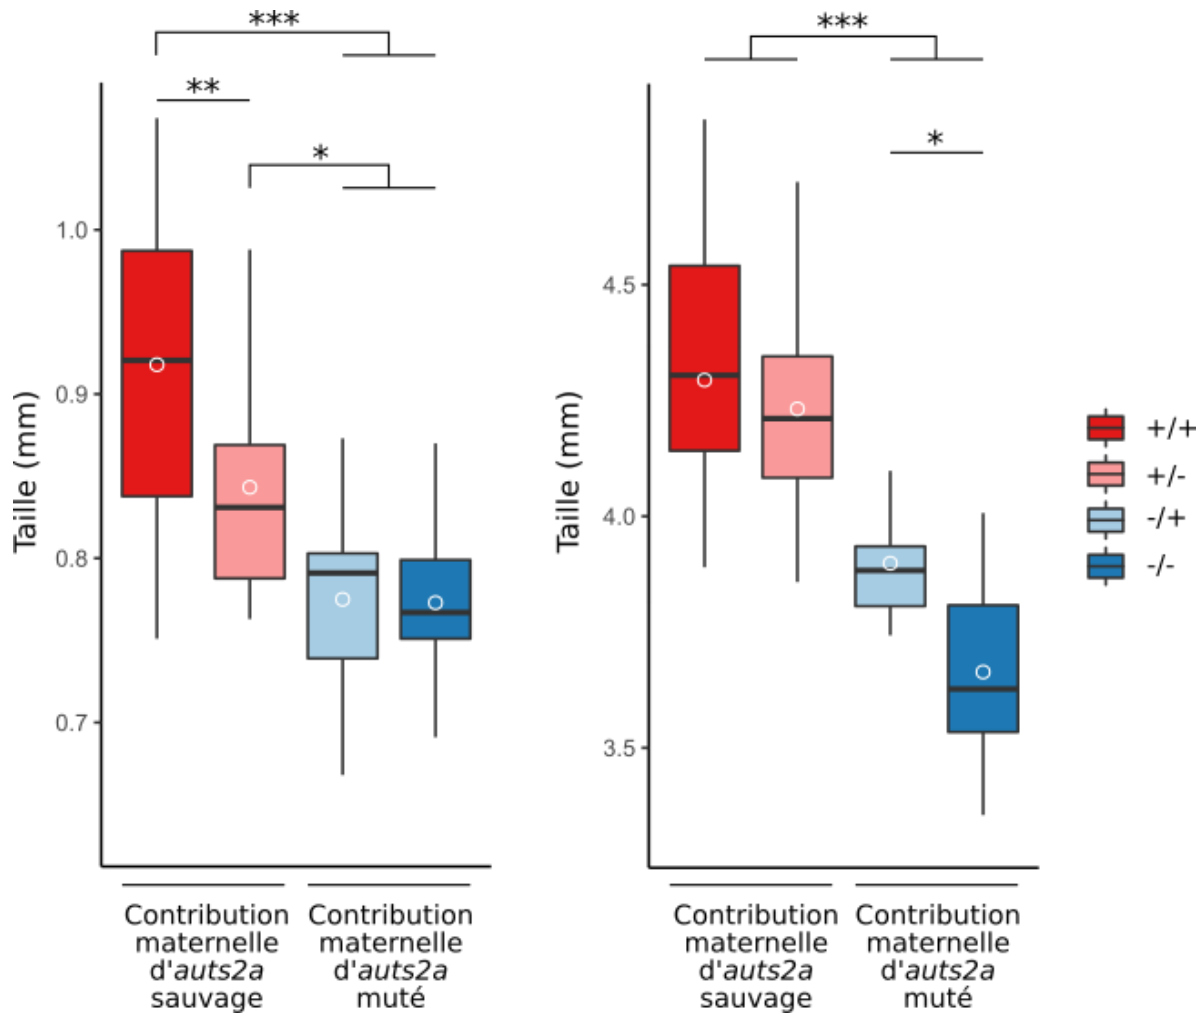 ***
**
*
1.0
0.9
0.8
0.7
Taille (mm)
Contribution
maternelle
d'auts2a
sauvage
Contribution
maternelle
d'auts2a
muté
***
*
4.5
4.0
3.5
Taille (mm)
Contribution
maternelle
d'auts2a
sauvage
Contribution
maternelle
d'auts2a
muté
+/+
+/-
-/+
-/-